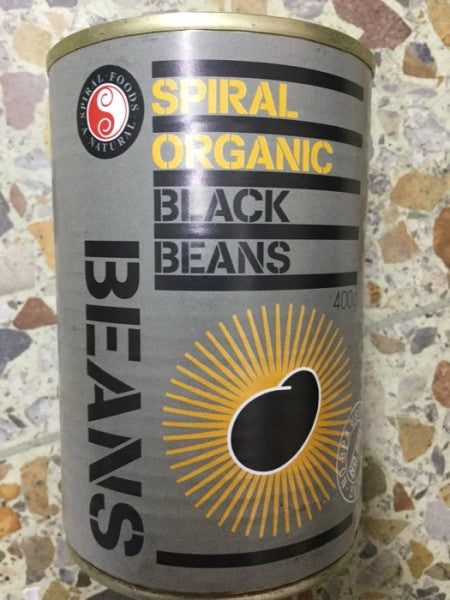 SPIRAL · FOODS
NATURAL
SPIRAL
ORGANIC
BLACK
BEANS
400g
BEANS